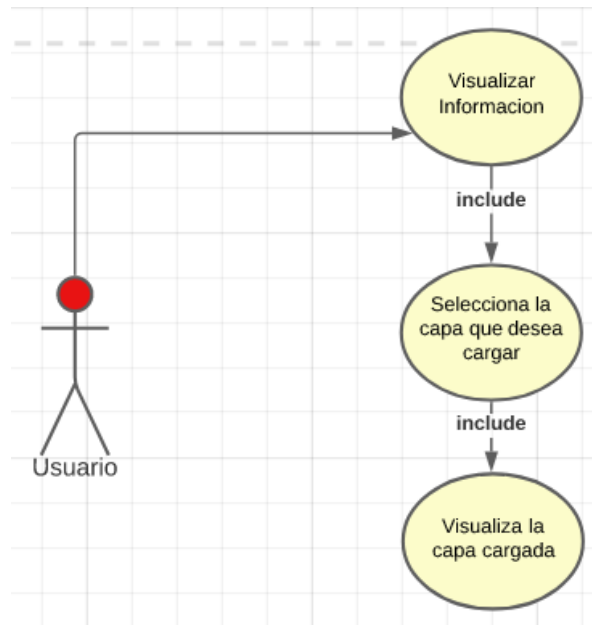 Visualizar
Informacion
include
Selecciona la
capa que desea
cargar
include
Usuario
Visualiza la
capa cargada